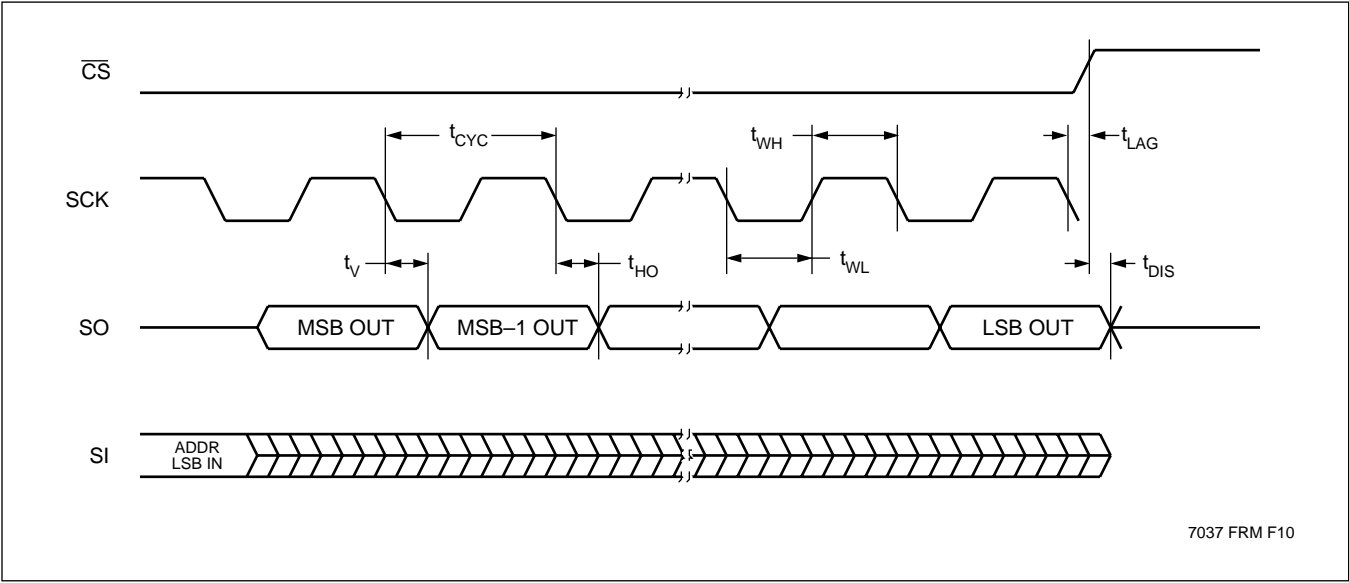 CS
tCYC
tWH
tLAG
SCK
tV
tHO
tWL
tDIS
SO
MSB OUT
MSB–1 OUT
LSB OUT
SI
ADDR
LSB IN
7037 FRM F10